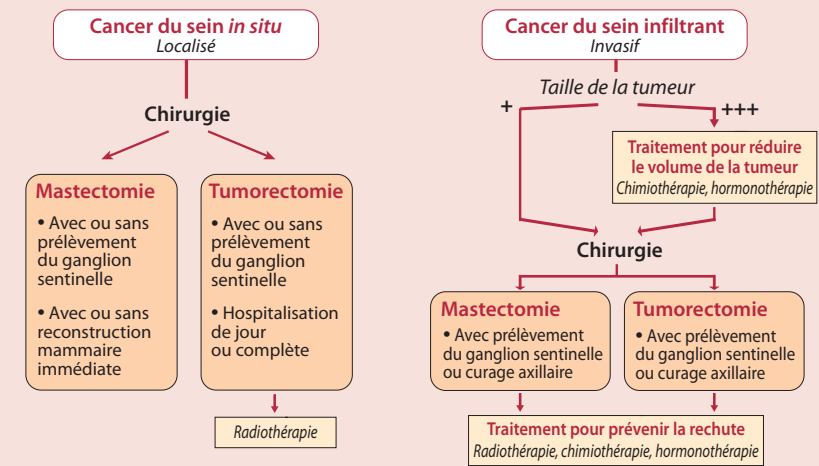 Cancer du sein in situ
Localisé
Chirurgie
Mastectomie
• Avec ou sans
prélèvement
du ganglion
sentinelle
• Avec ou sans
reconstruction
mammaire
immédiate
Tumorectomie
• Avec ou sans
prélèvement
du ganglion
sentinelle
• Hospitalisation
de jour
ou complète
Radiothérapie
Cancer du sein infiltrant
Invasif
Taille de la tumeur
+
+++
Traitement pour réduire
le volume de la tumeur
Chimiothérapie, hormonothérapie
Chirurgie
Mastectomie
• Avec prélèvement
du ganglion sentinelle
ou curage axillaire
Tumorectomie
• Avec prélèvement
du ganglion sentinelle
ou curage axillaire
Traitement pour prévenir la rechute
Radiothérapie, chimiothérapie, hormonothérapie